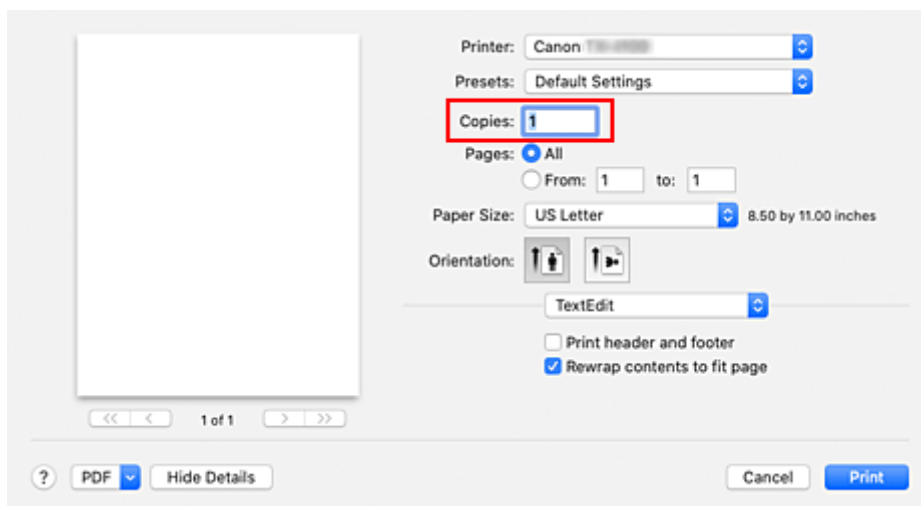 Printer: Canon
Presets: Default Settings
Copies: 1
Pages: All
From: 1 to: 1
Paper Size: US Letter 8.50 by 11.00 inches
Orientation:
TextEdit
Print header and footer
Rewrap contents to fit page
<< < 1 of 1 > >>
? PDF Hide Details Cancel Print